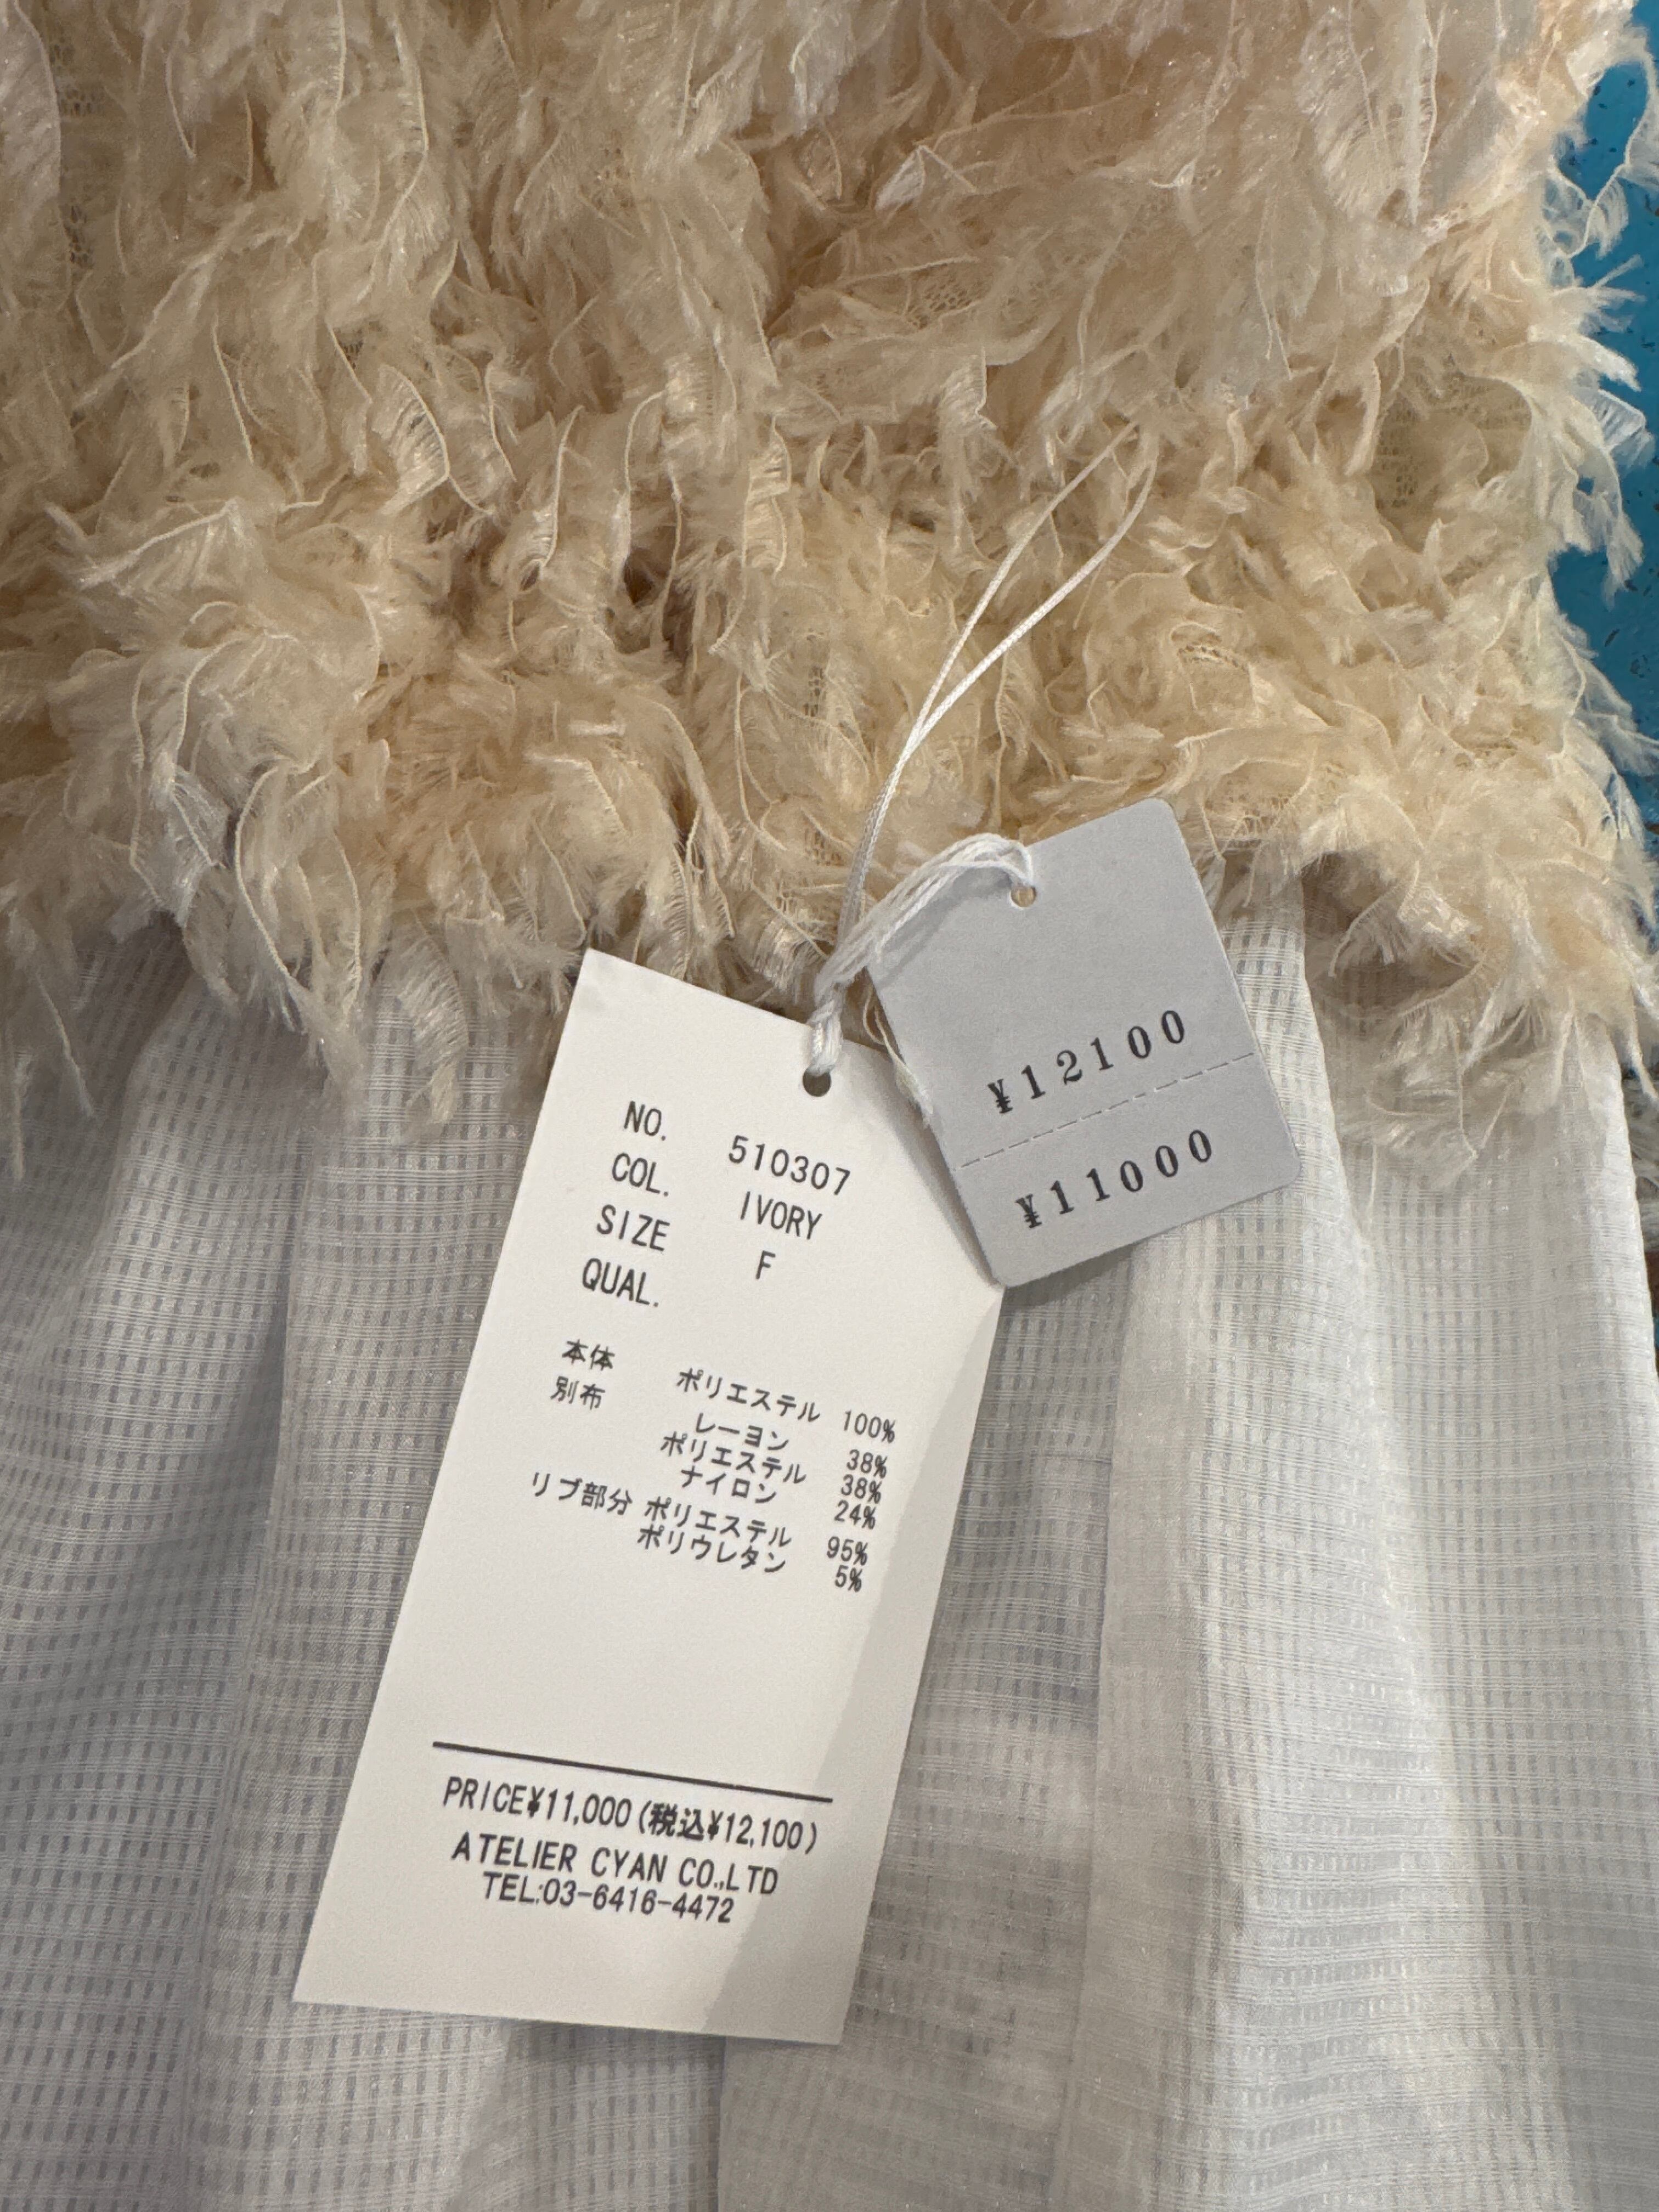 ¥12100
¥11000
NO. 510307
COL. IVORY
SIZE F
QUAL.
本体 ポリエステル 100%
別布 レーヨン 38%
ポリエステル 38%
ナイロン 24%
リブ部分 ポリエステル 95%
ポリウレタン 5%
PRICE¥11,000(税込¥12,100)
ATELIER CYAN CO.,LTD
TEL:03-6416-4472